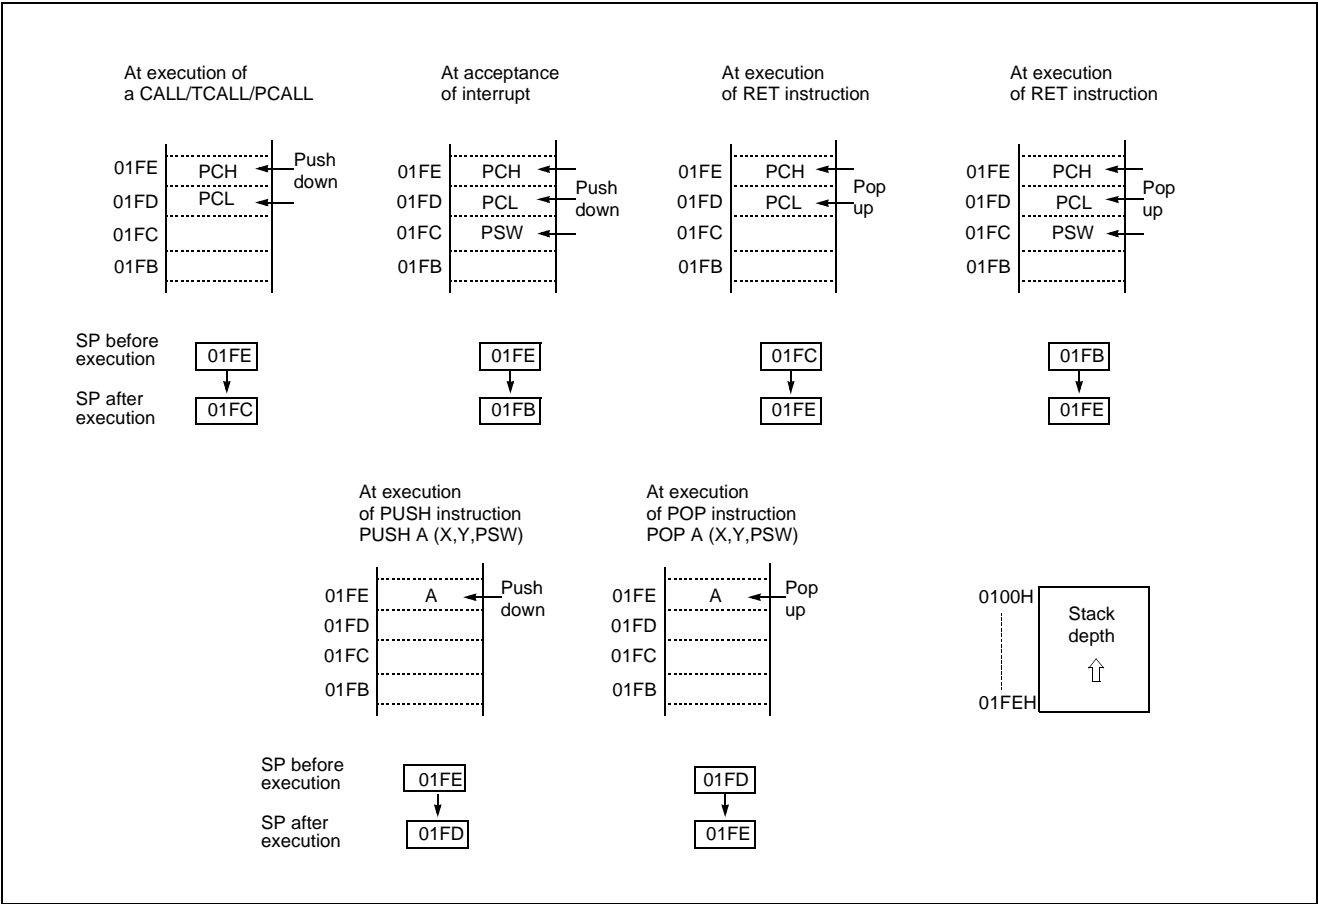 At execution of
a CALL/TCALL/PCALL
01FE
PCH
Push
down
01FD
PCL
01FC
01FB
SP before
execution
01FE
SP after
execution
01FC
At acceptance
of interrupt
01FE
PCH
Push
down
01FD
PCL
01FC
PSW
01FB
01FE
01FB
At execution
of RET instruction
01FE
PCH
Pop
up
01FD
PCL
01FC
01FB
01FC
01FE
At execution
of RET instruction
01FE
PCH
Pop
up
01FD
PCL
01FC
PSW
01FB
01FB
01FE
At execution
of PUSH instruction
PUSH A (X,Y,PSW)
01FE
A
Push
down
01FD
01FC
01FB
SP before
execution
01FE
SP after
execution
01FD
At execution
of POP instruction
POP A (X,Y,PSW)
01FE
A
Pop
up
01FD
01FC
01FB
01FD
01FE
0100H
Stack
depth
01FEH